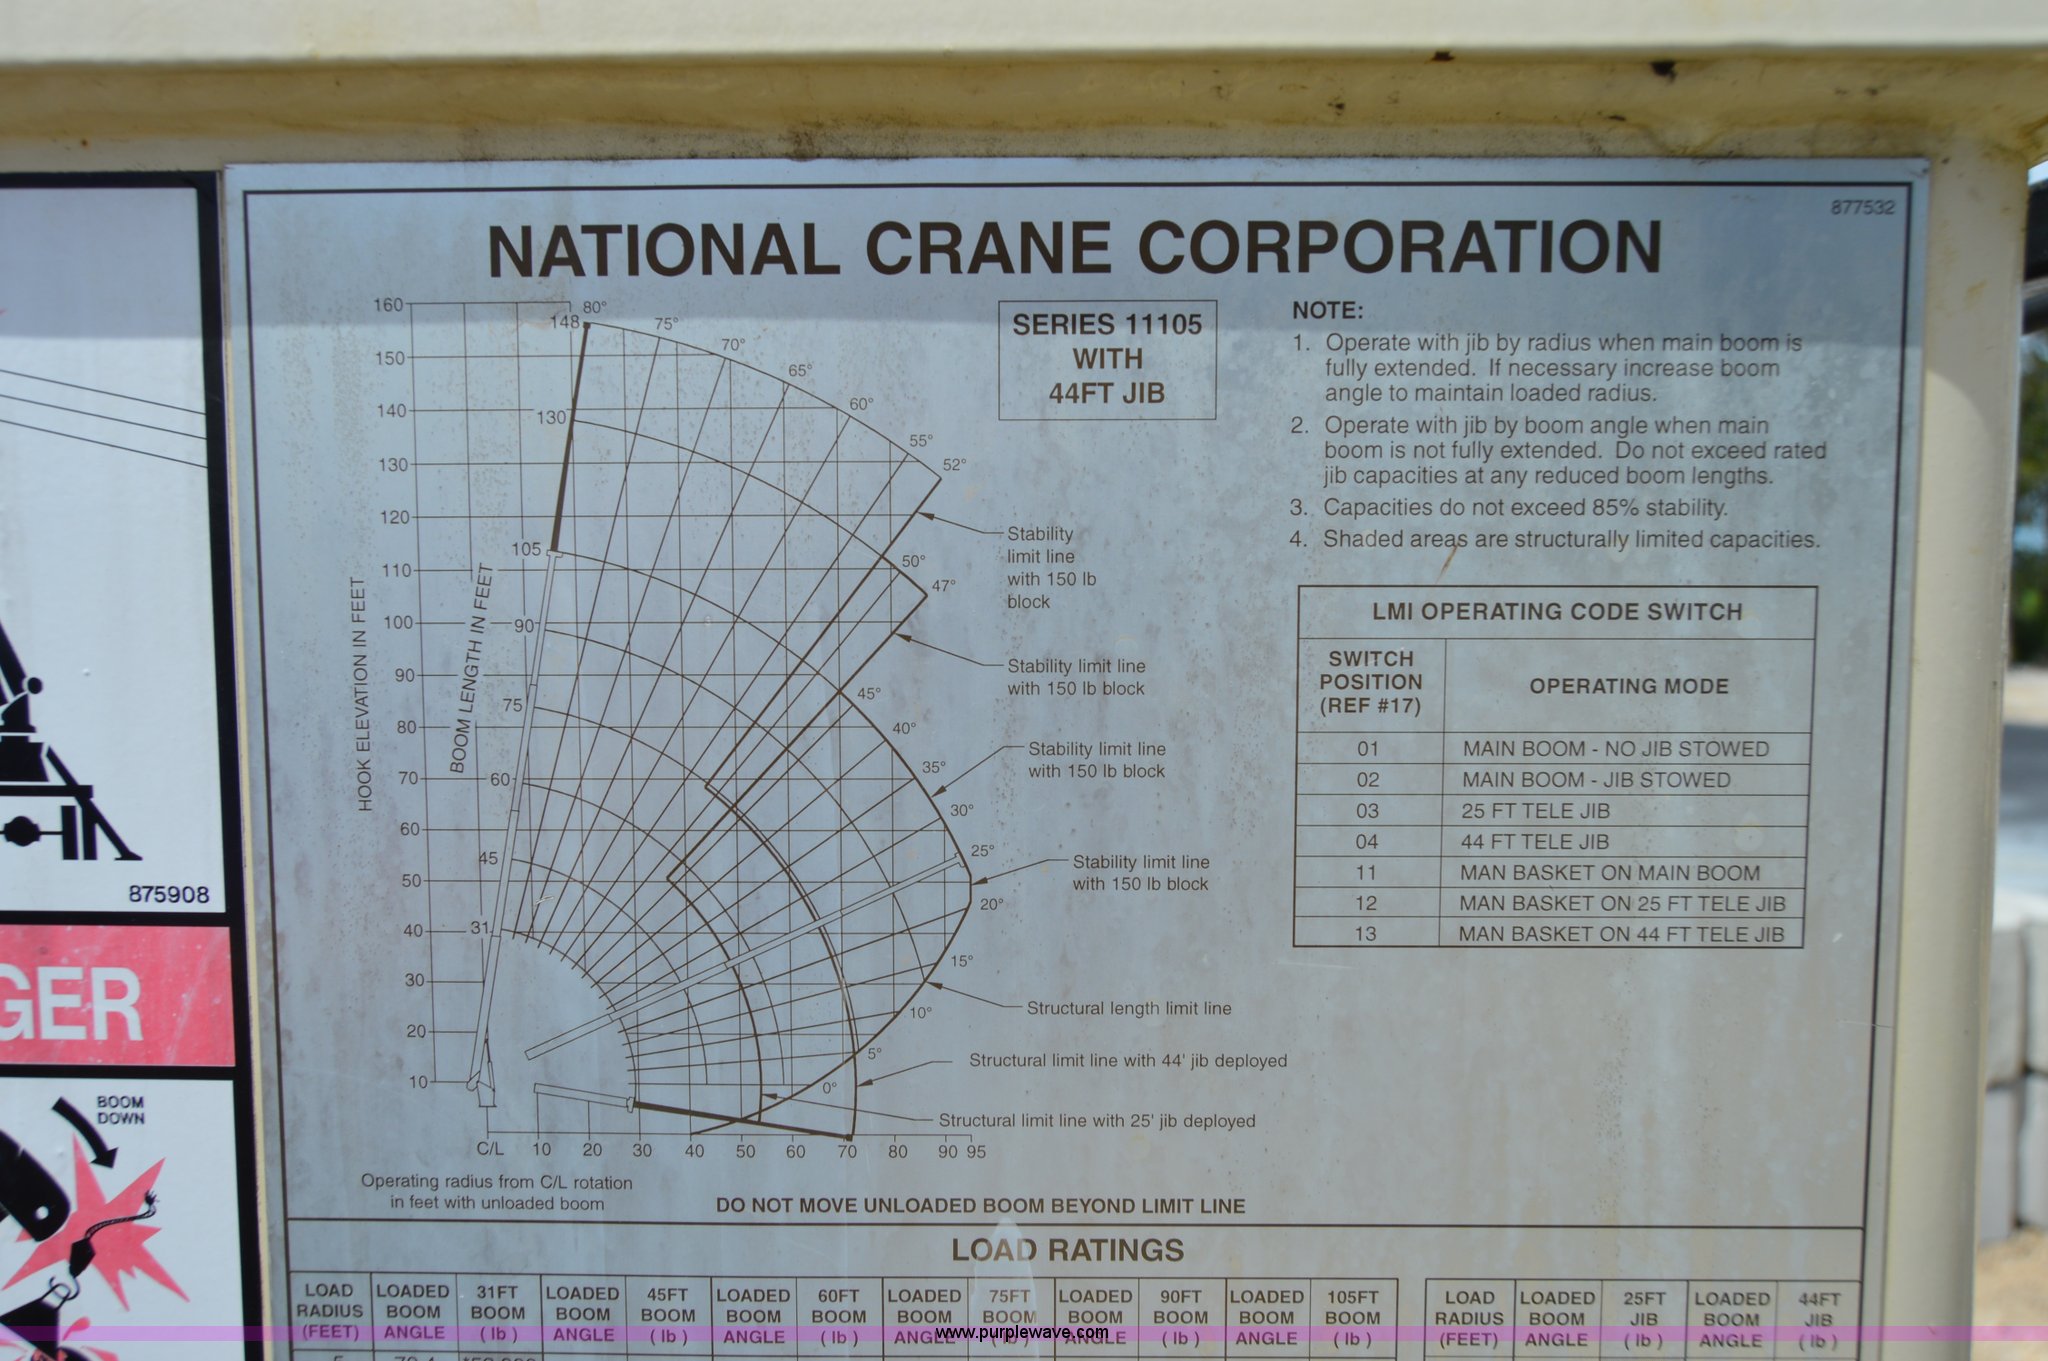 877532
NATIONAL CRANE CORPORATION
SERIES 11105
WITH
44FT JIB
160
150
140
130
120
110
100
90
80
70
60
50
40
30
20
10
HOOK ELEVATION IN FEET
BOOM LENGTH IN FEET
148
130
105
90
75
60
45
31
80°
75°
70°
65°
60°
55°
52°
50°
47°
45°
40°
35°
30°
25°
20°
15°
10°
5°
0°
Stability
limit line
with 150 lb
block
Stability limit line
with 150 lb block
Stability limit line
with 150 lb block
Stability limit line
with 150 lb block
Structural length limit line
Structural limit line with 44' jib deployed
Structural limit line with 25' jib deployed
C/L 10 20 30 40 50 60 70 80 90 95
Operating radius from C/L rotation
in feet with unloaded boom
DO NOT MOVE UNLOADED BOOM BEYOND LIMIT LINE
NOTE:
1. Operate with jib by radius when main boom is
fully extended. If necessary increase boom
angle to maintain loaded radius.
2. Operate with jib by boom angle when main
boom is not fully extended. Do not exceed rated
jib capacities at any reduced boom lengths.
3. Capacities do not exceed 85% stability.
4. Shaded areas are structurally limited capacities.
LMI OPERATING CODE SWITCH
SWITCH
POSITION
(REF #17)
OPERATING MODE
01 MAIN BOOM - NO JIB STOWED
02 MAIN BOOM - JIB STOWED
03 25 FT TELE JIB
04 44 FT TELE JIB
11 MAN BASKET ON MAIN BOOM
12 MAN BASKET ON 25 FT TELE JIB
13 MAN BASKET ON 44 FT TELE JIB
875908
GER
BOOM
DOWN
LOAD RATINGS
LOAD LOADED 31FT LOADED 45FT LOADED 60FT LOADED 75FT LOADED 90FT LOADED 105FT LOAD LOADED 25FT LOADED 44FT
RADIUS BOOM BOOM BOOM BOOM BOOM BOOM BOOM BOOM BOOM BOOM BOOM BOOM RADIUS BOOM JIB BOOM JIB
(FEET) ANGLE (lb) ANGLE (lb) ANGLE (lb) ANGLE (lb) ANGLE (lb) ANGLE (lb) (FEET) ANGLE (lb) ANGLE (lb)
www.purplewave.com